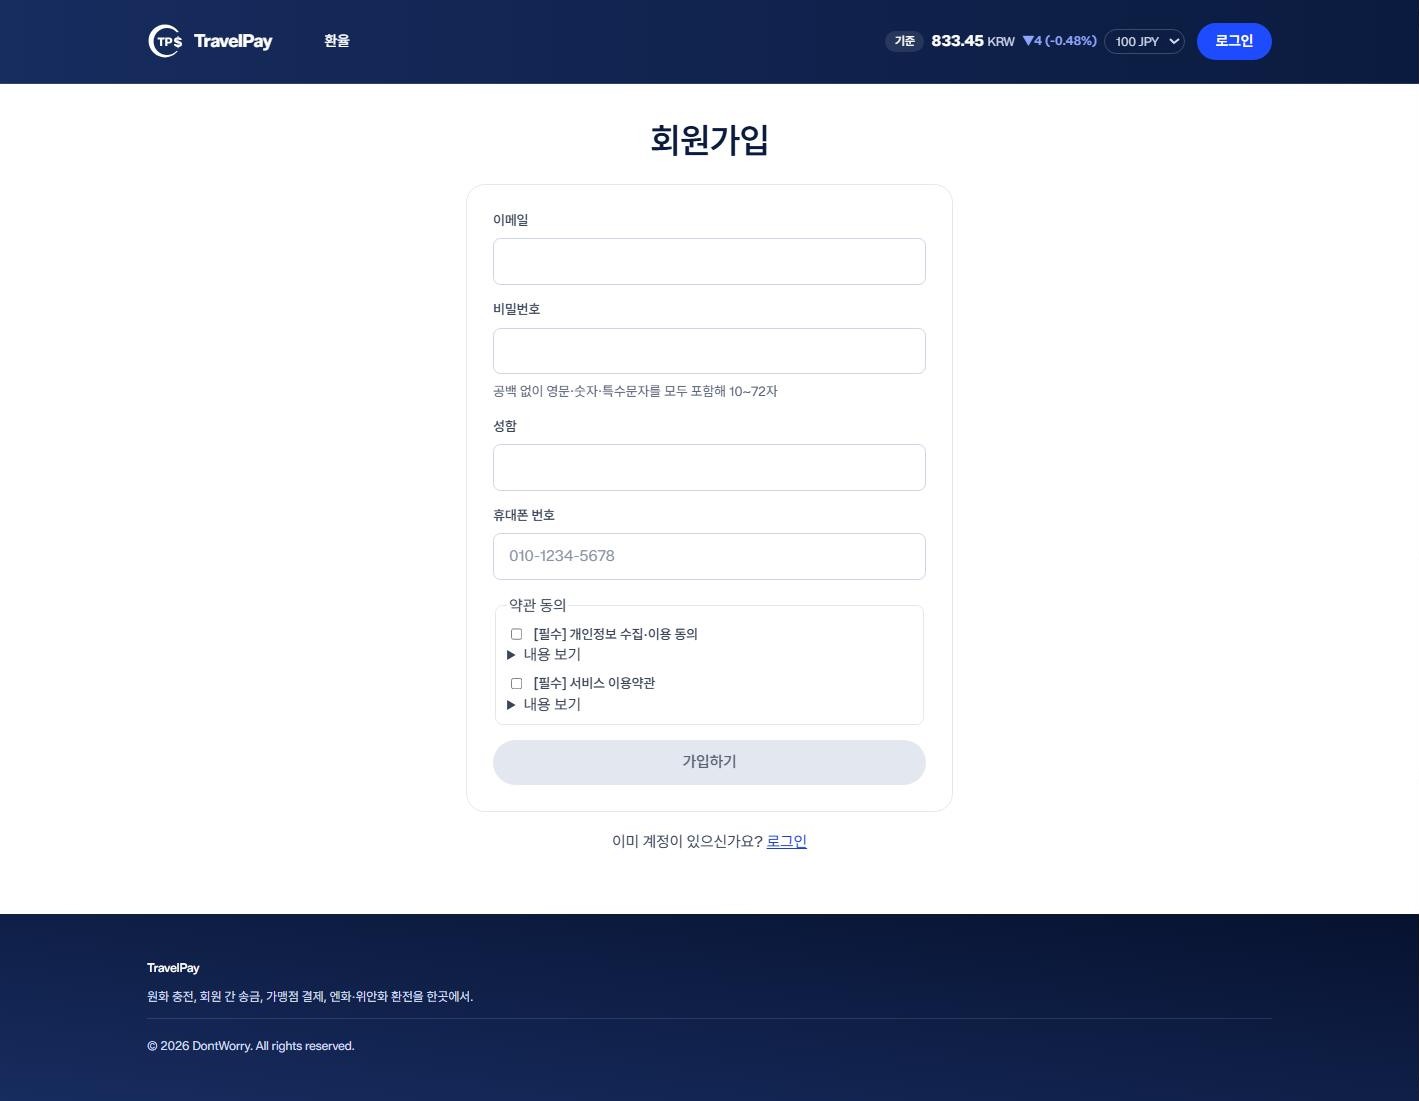 TP$ TravelPay 환율 기준 833.45 KRW ▼4 (-0.48%) 100 JPY 로그인
회원가입
이메일
비밀번호
공백 없이 영문·숫자·특수문자를 모두 포함해 10~72자
성함
휴대폰 번호
010-1234-5678
약관 동의
[필수] 개인정보 수집·이용 동의
▶ 내용 보기
[필수] 서비스 이용약관
▶ 내용 보기
가입하기
이미 계정이 있으신가요? 로그인
TravelPay
원화 충전, 회원 간 송금, 가맹점 결제, 엔화·위안화 환전을 한곳에서.
© 2026 DontWorry. All rights reserved.